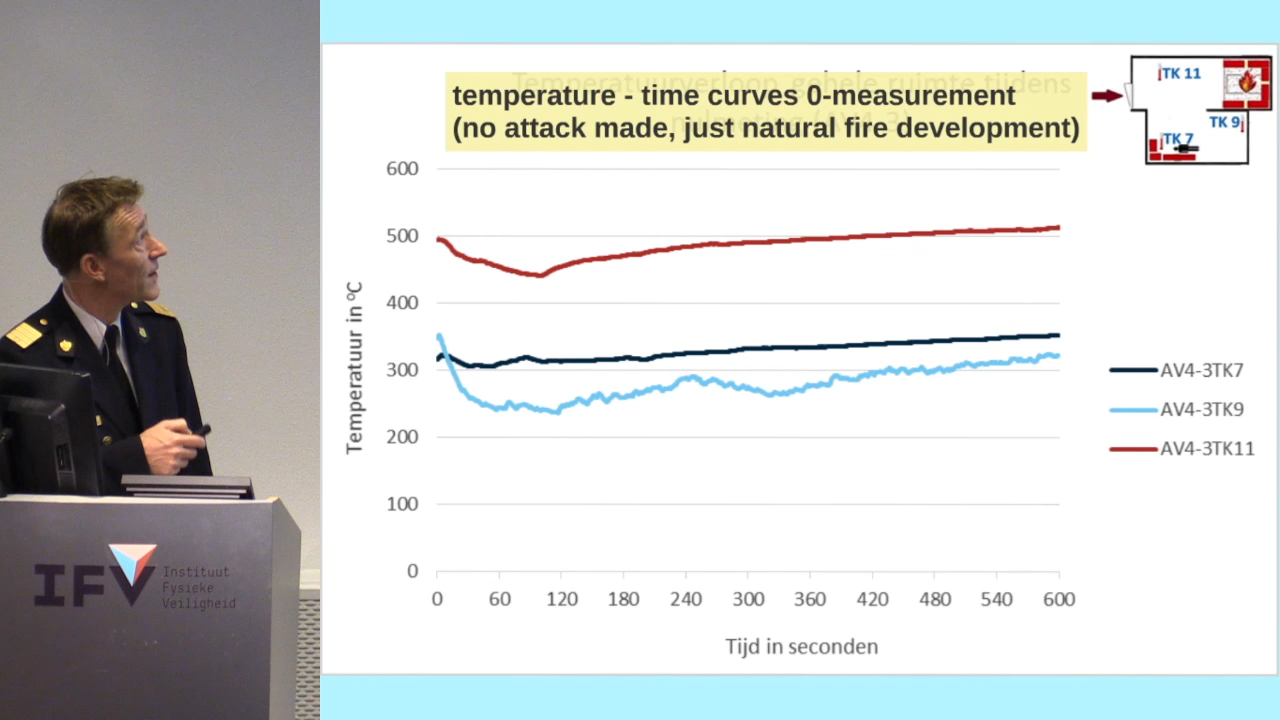 Temperatuurverloop gehele ruimte tijdens
temperature - time curves 0-measurement
(no attack made, just natural fire development)
TK 11
TK 9
TK 7
600
500
400
300
200
100
0
Temperatuur in °C
0 60 120 180 240 300 360 420 480 540 600
Tijd in seconden
AV4-3TK7
AV4-3TK9
AV4-3TK11
IFV
Instituut
Fysieke
Veiligheid